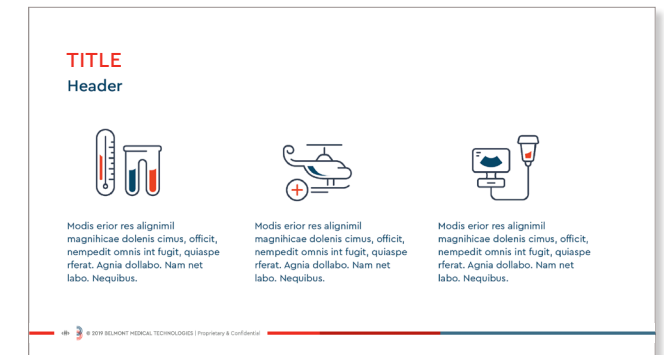 TITLE
Header
Modis erior res alignimil
magnihicae dolenis cimus, officit,
nempedit omnis int fugit, quiaspe
rferat. Agnia dollabo. Nam net
labo. Nequibus.
Modis erior res alignimil
magnihicae dolenis cimus, officit,
nempedit omnis int fugit, quiaspe
rferat. Agnia dollabo. Nam net
labo. Nequibus.
Modis erior res alignimil
magnihicae dolenis cimus, officit,
nempedit omnis int fugit, quiaspe
rferat. Agnia dollabo. Nam net
labo. Nequibus.
© 2019 BELMONT MEDICAL TECHNOLOGIES | Proprietary & Confidential